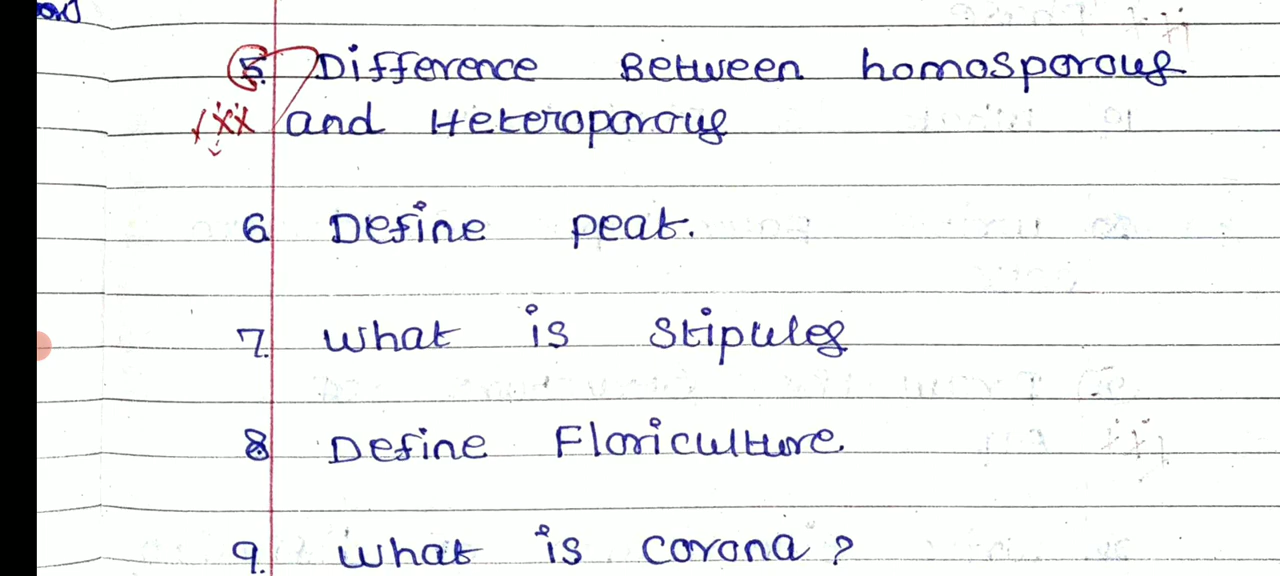 5. Difference Between homosporous
and Heteroporous
6. Define peat.
7. What is Stipules
8. Define Floriculture.
9. What is corona?